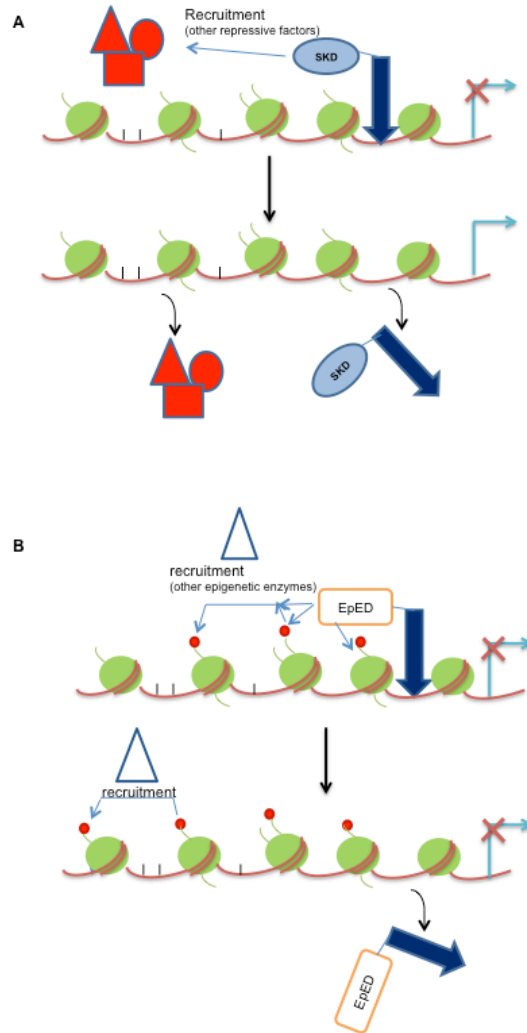 A
Recruitment
(other repressive factors)
SKD
SKD
B
recruitment
(other epigenetic enzymes)
EpED
recruitment
EpED